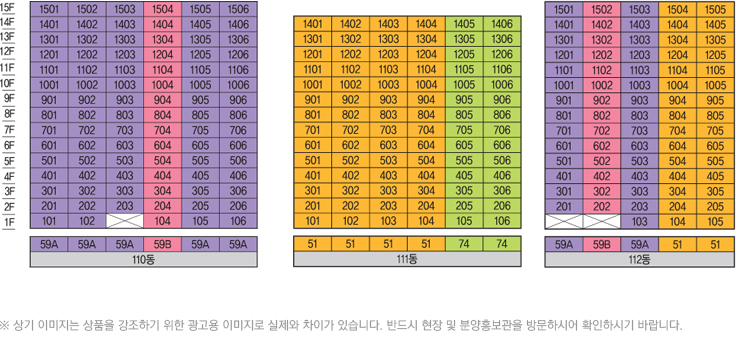 15F 1501 1502 1503 1504 1505 1506 1501 1502 1503 1504 1505
14F 1401 1402 1403 1404 1405 1406 1401 1402 1403 1404 1405 1406 1401 1402 1403 1404 1405
13F 1301 1302 1303 1304 1305 1306 1301 1302 1303 1304 1305 1306 1301 1302 1303 1304 1305
12F 1201 1202 1203 1204 1205 1206 1201 1202 1203 1204 1205 1206 1201 1202 1203 1204 1205
11F 1101 1102 1103 1104 1105 1106 1101 1102 1103 1104 1105 1106 1101 1102 1103 1104 1105
10F 1001 1002 1003 1004 1005 1006 1001 1002 1003 1004 1005 1006 1001 1002 1003 1004 1005
9F 901 902 903 904 905 906 901 902 903 904 905 906 901 902 903 904 905
8F 801 802 803 804 805 806 801 802 803 804 805 806 801 802 803 804 805
7F 701 702 703 704 705 706 701 702 703 704 705 706 701 702 703 704 705
6F 601 602 603 604 605 606 601 602 603 604 605 606 601 602 603 604 605
5F 501 502 503 504 505 506 501 502 503 504 505 506 501 502 503 504 505
4F 401 402 403 404 405 406 401 402 403 404 405 406 401 402 403 404 405
3F 301 302 303 304 305 306 301 302 303 304 305 306 301 302 303 304 305
2F 201 202 203 204 205 206 201 202 203 204 205 206 201 202 203 204 205
1F 101 102 104 105 106 101 102 103 104 105 106 103 104 105
59A 59A 59A 59B 59A 59A 51 51 51 51 74 74 59A 59B 59A 51 51
110동 111동 112동
※ 상기 이미지는 상품을 강조하기 위한 광고용 이미지로 실제와 차이가 있습니다. 반드시 현장 및 분양홍보관을 방문하시어 확인하시기 바랍니다.